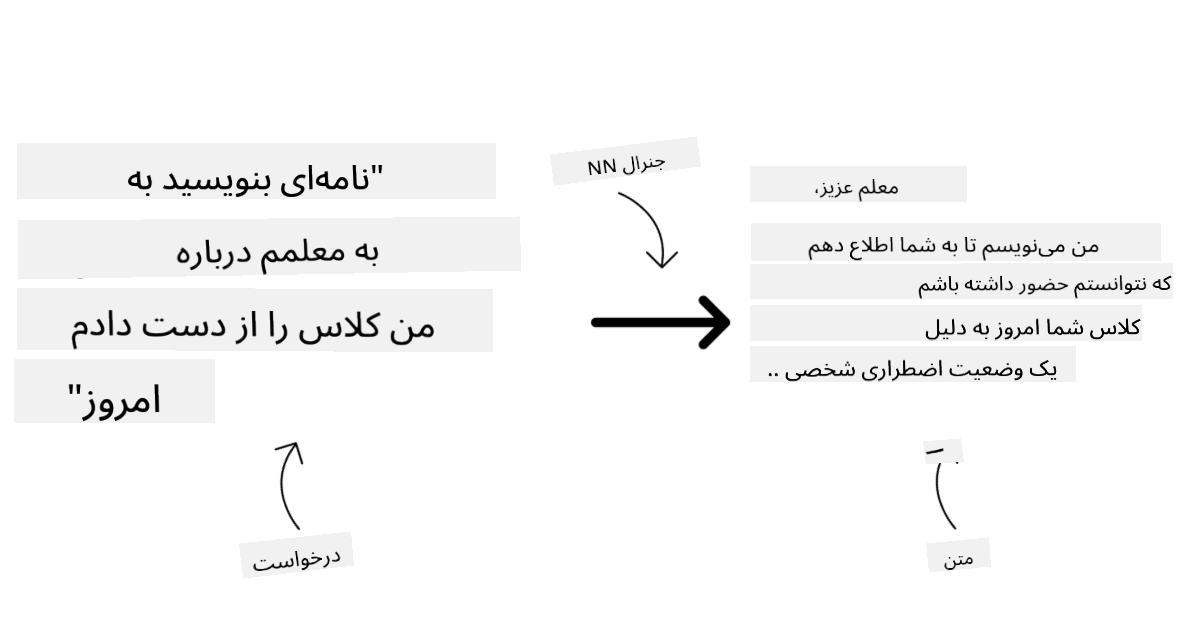 "نامه‌ای بنویسید به
به معلمم درباره
من کلاس را از دست دادم
امروز"
درخواست
جنرال NN
معلم عزیز،
من می‌نویسم تا به شما اطلاع دهم
که نتوانستم حضور داشته باشم
کلاس شما امروز به دلیل
یک وضعیت اضطراری شخصی ..
متن